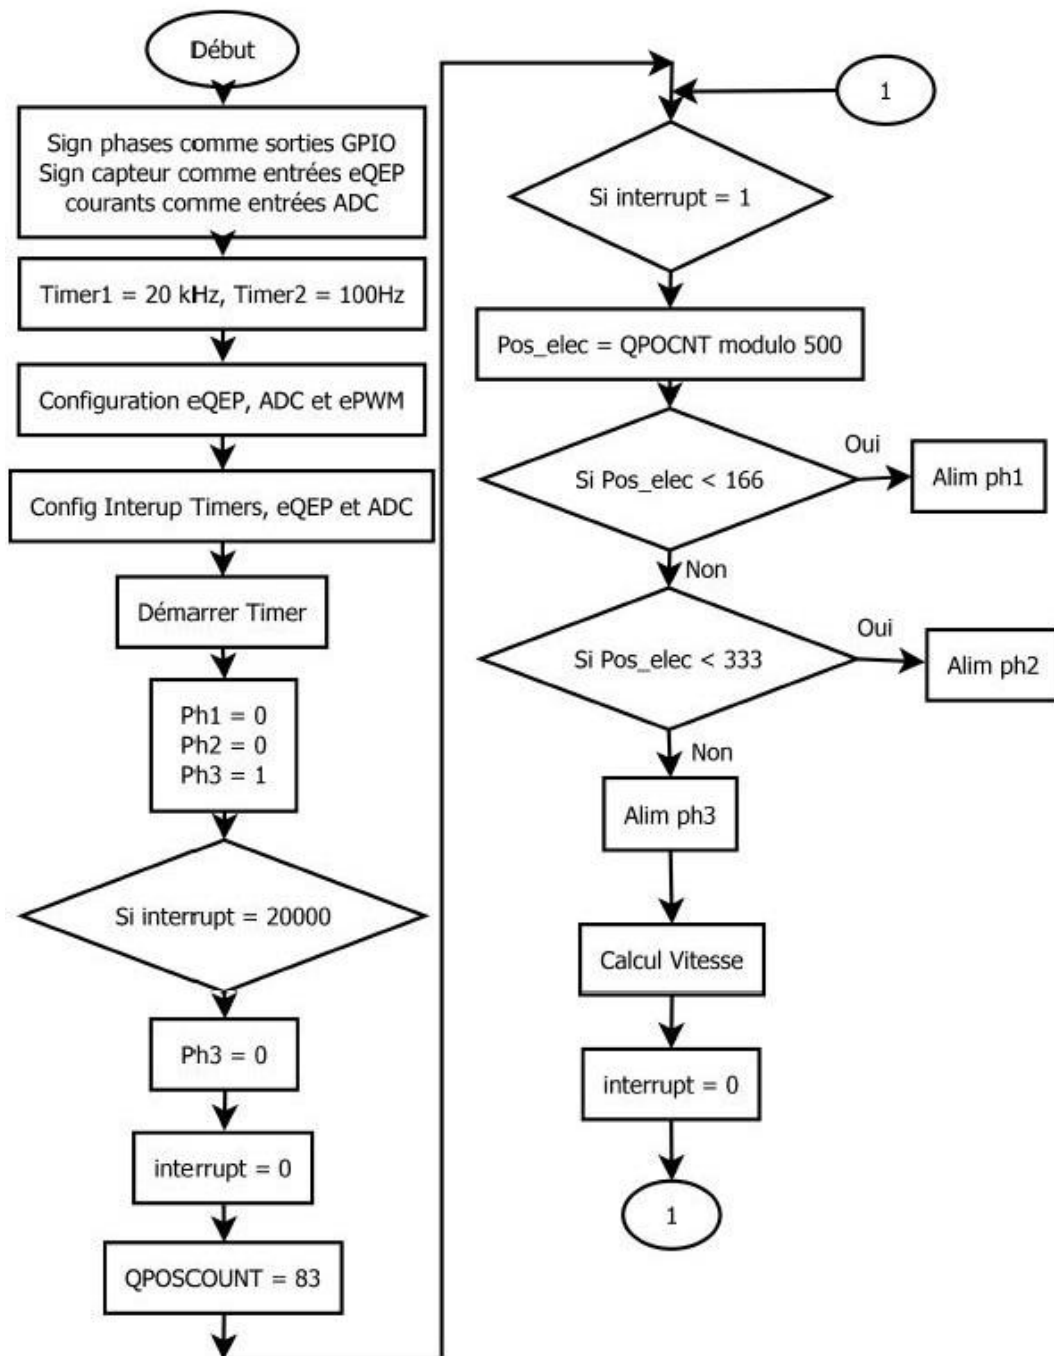 Début
Sign phases comme sorties GPIO
Sign capteur comme entrées eQEP
courants comme entrées ADC
Timer1 = 20 kHz, Timer2 = 100Hz
Configuration eQEP, ADC et ePWM
Config Interup Timers, eQEP et ADC
Démarrer Timer
Ph1 = 0
Ph2 = 0
Ph3 = 1
Si interrupt = 20000
Ph3 = 0
interrupt = 0
QPOSCOUNT = 83
1
Si interrupt = 1
Pos_elec = QPOCNT modulo 500
Si Pos_elec < 166
Oui
Alim ph1
Non
Si Pos_elec < 333
Oui
Alim ph2
Non
Alim ph3
Calcul Vitesse
interrupt = 0
1